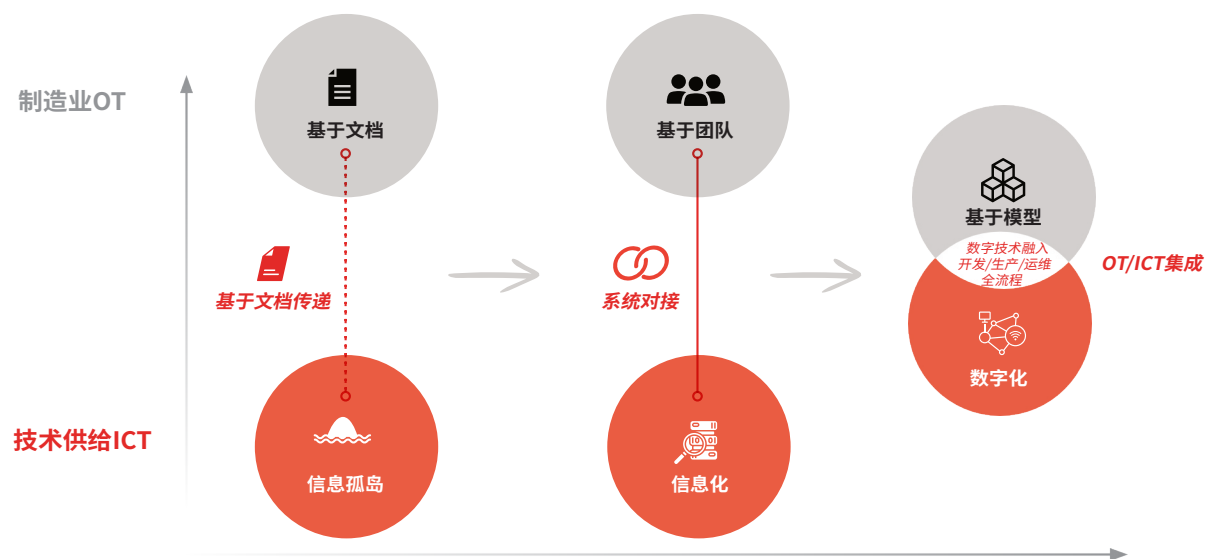 制造业OT
基于文档
基于团队
基于模型
数字技术融入
开发/生产/运维
全流程
OT/ICT集成
基于文档传递
系统对接
数字化
技术供给ICT
信息孤岛
信息化